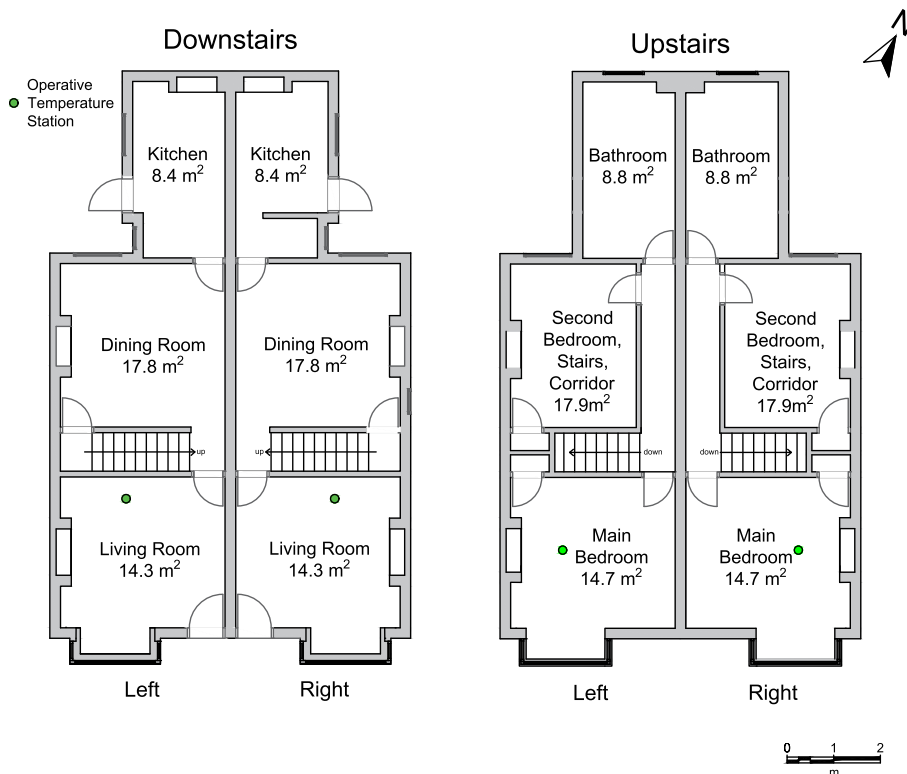 Downstairs
Upstairs
N
Operative
Temperature
Station
Kitchen
8.4 m²
Kitchen
8.4 m²
Bathroom
8.8 m²
Bathroom
8.8 m²
Dining Room
17.8 m²
Dining Room
17.8 m²
Second
Bedroom,
Stairs,
Corridor
17.9m²
Second
Bedroom,
Stairs,
Corridor
17.9m²
up
up
down
down
Living Room
14.3 m²
Living Room
14.3 m²
Main
Bedroom
14.7 m²
Main
Bedroom
14.7 m²
Left
Right
Left
Right
0 1 2
m